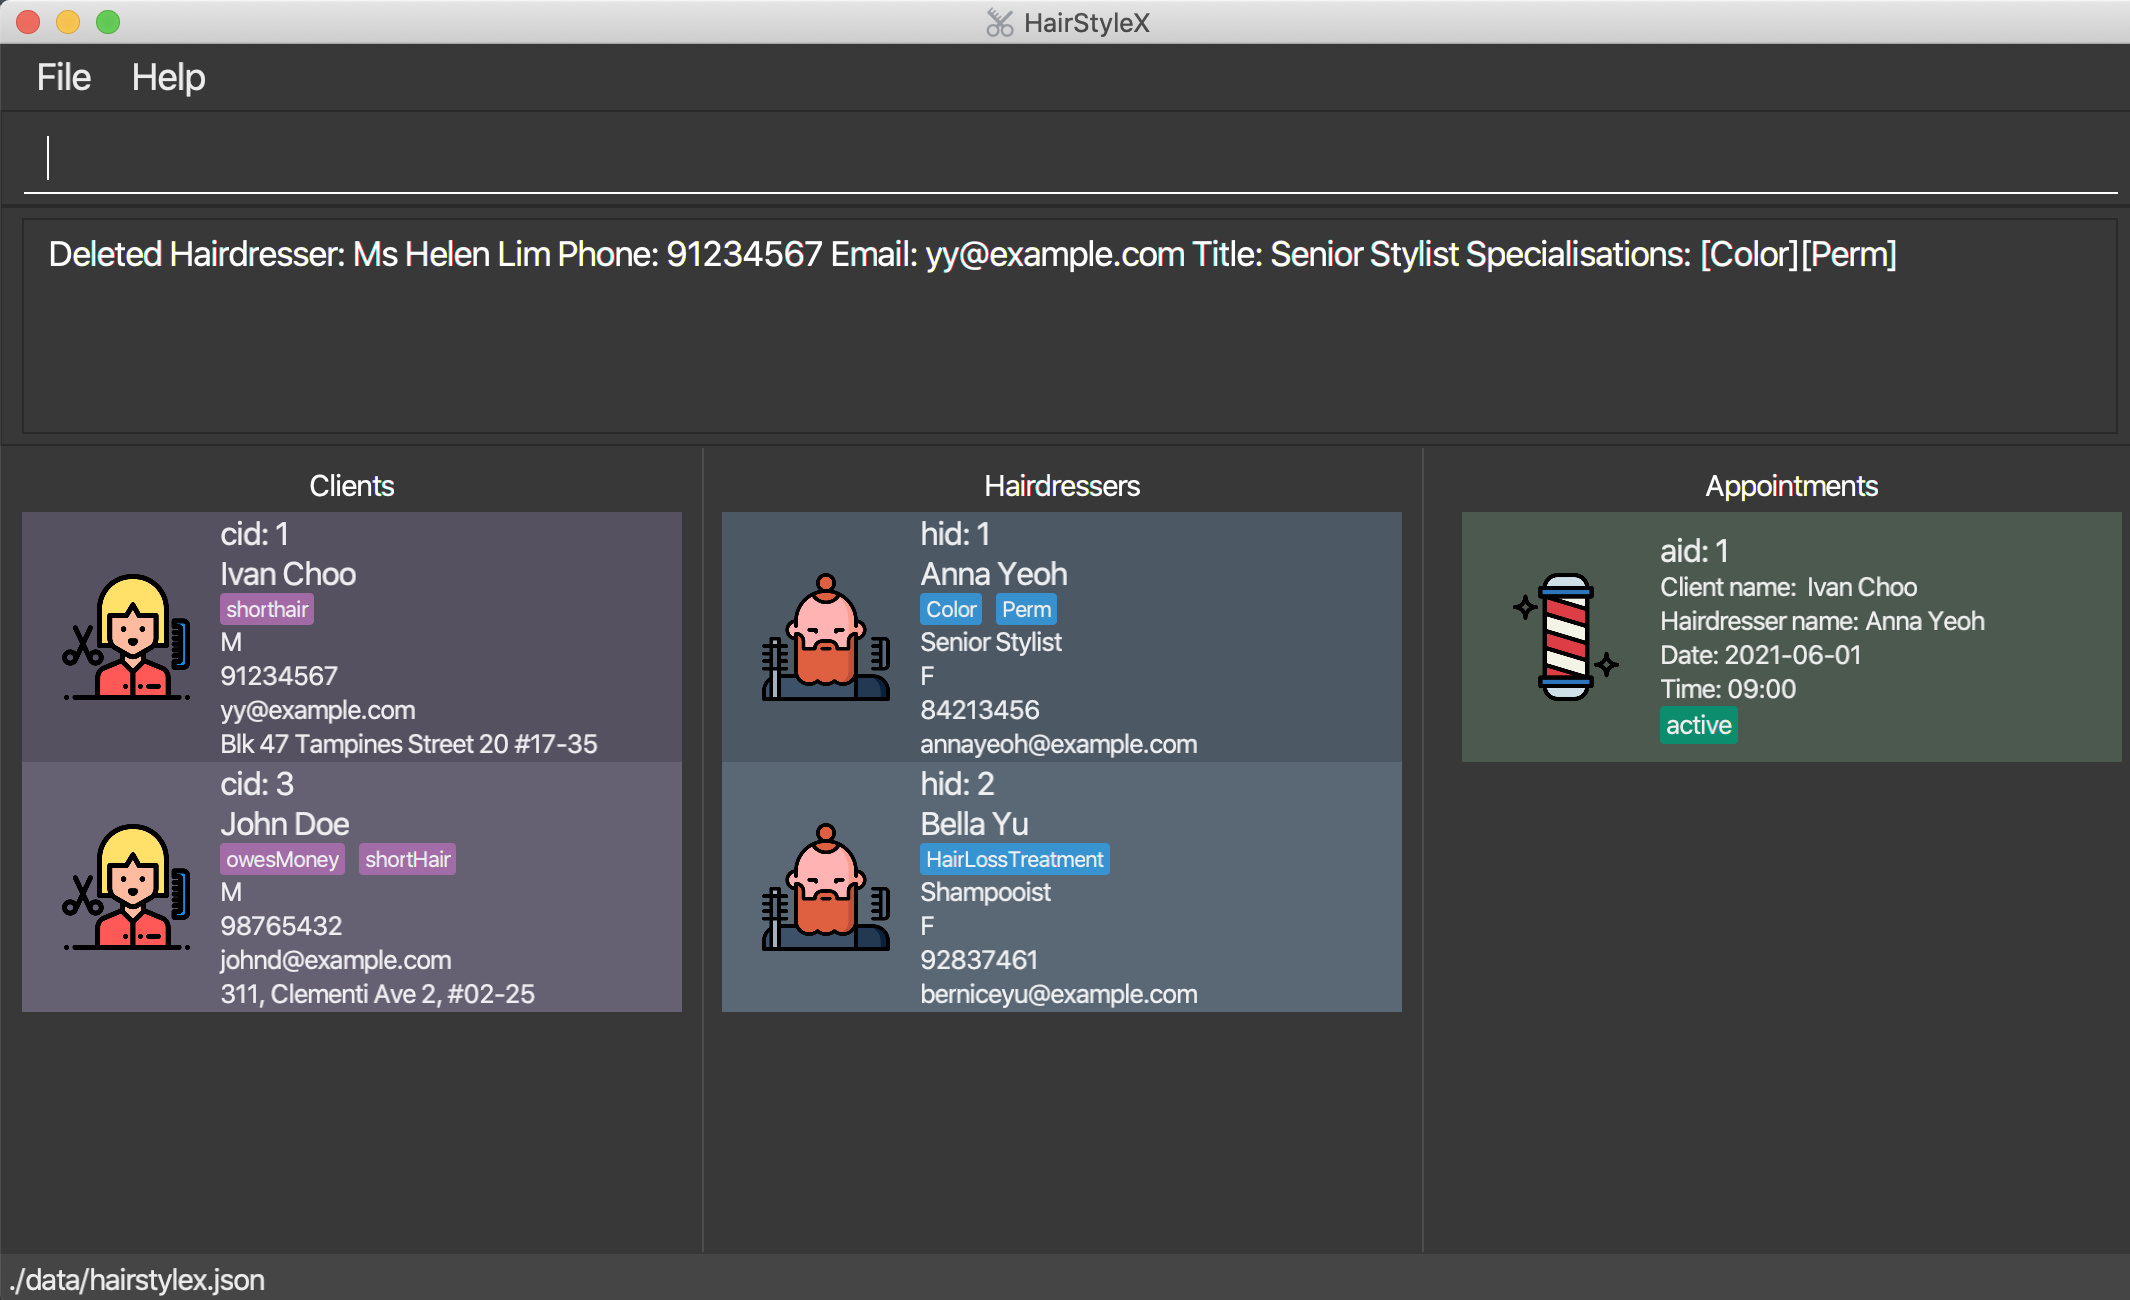 HairStyleX
File Help
Deleted Hairdresser: Ms Helen Lim Phone: 91234567 Email: yy@example.com Title: Senior Stylist Specialisations: [Color][Perm]
Clients
cid: 1
Ivan Choo
shorthair
M
91234567
yy@example.com
Blk 47 Tampines Street 20 #17-35
cid: 3
John Doe
owesMoney shortHair
M
98765432
johnd@example.com
311, Clementi Ave 2, #02-25
Hairdressers
hid: 1
Anna Yeoh
Color Perm
Senior Stylist
F
84213456
annayeoh@example.com
hid: 2
Bella Yu
HairLossTreatment
Shampooist
F
92837461
berniceyu@example.com
Appointments
aid: 1
Client name: Ivan Choo
Hairdresser name: Anna Yeoh
Date: 2021-06-01
Time: 09:00
active
./data/hairstylex.json